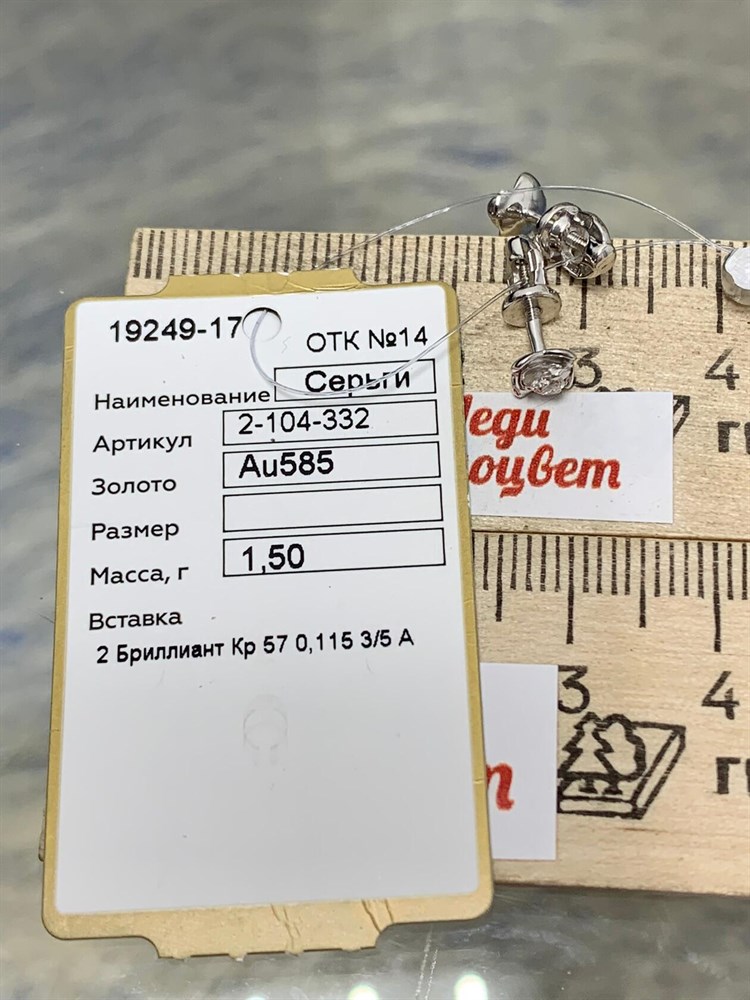 19249-17
ОТК №14
Наименование Серьги
Артикул 2-104-332
Золото Au585
Размер
Масса, г 1,50
Вставка
2 Бриллиант Кр 57 0,115 3/5 А
3 4
3 4